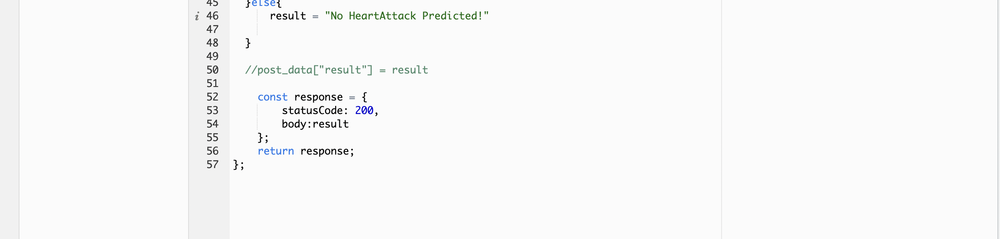 45 }else{
i 46 result = "No HeartAttack Predicted!"
47
48 }
49
50 //post_data["result"] = result
51
52 const response = {
53 statusCode: 200,
54 body:result
55 };
56 return response;
57 };